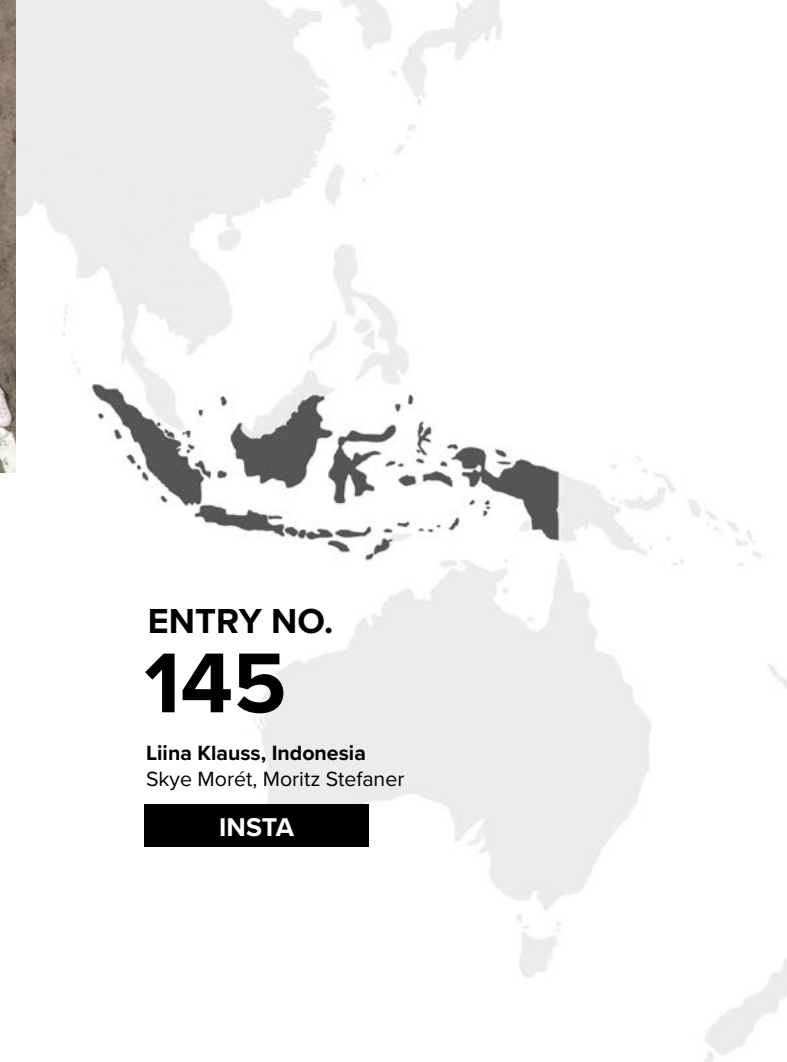 ENTRY NO.
145
Liina Klauss, Indonesia
Skye Morét, Moritz Stefaner
INSTA